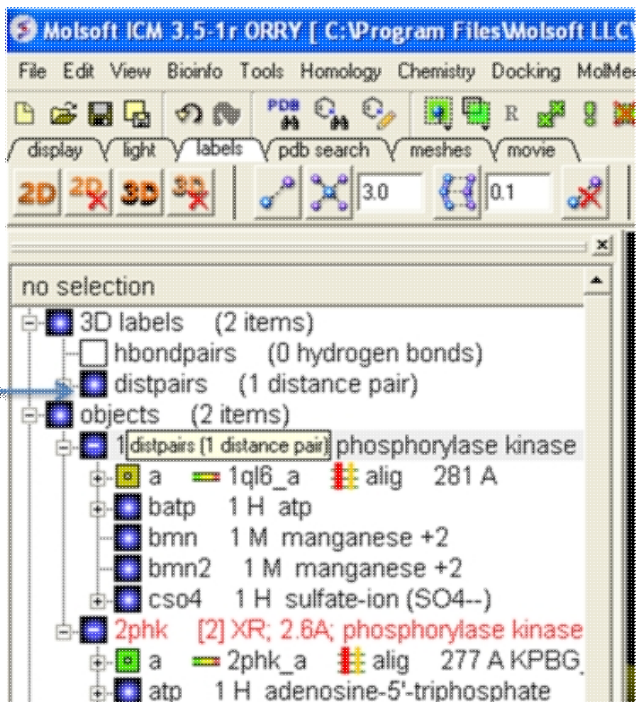 Molsoft ICM 3.5-1r ORRY [ C:\Program Files\Molsoft LLC\
File Edit View Bioinfo Tools Homology Chemistry Docking MolMe
PDB R
display light labels pdb search meshes movie
2D 2D 3D 3D 3.0 0.1
no selection
3D labels (2 items)
hbondpairs (0 hydrogen bonds)
distpairs (1 distance pair)
objects (2 items)
1 distpairs (1 distance pair) phosphorylase kinase
a 1ql6_a alig 281 A
batp 1 H atp
bmn 1 M manganese +2
bmn2 1 M manganese +2
cso4 1 H sulfate-ion (SO4--)
2phk [2] XR; 2.6A; phosphorylase kinase
a 2phk_a alig 277 A KPBG_
atp 1 H adenosine-5'-triphosphate